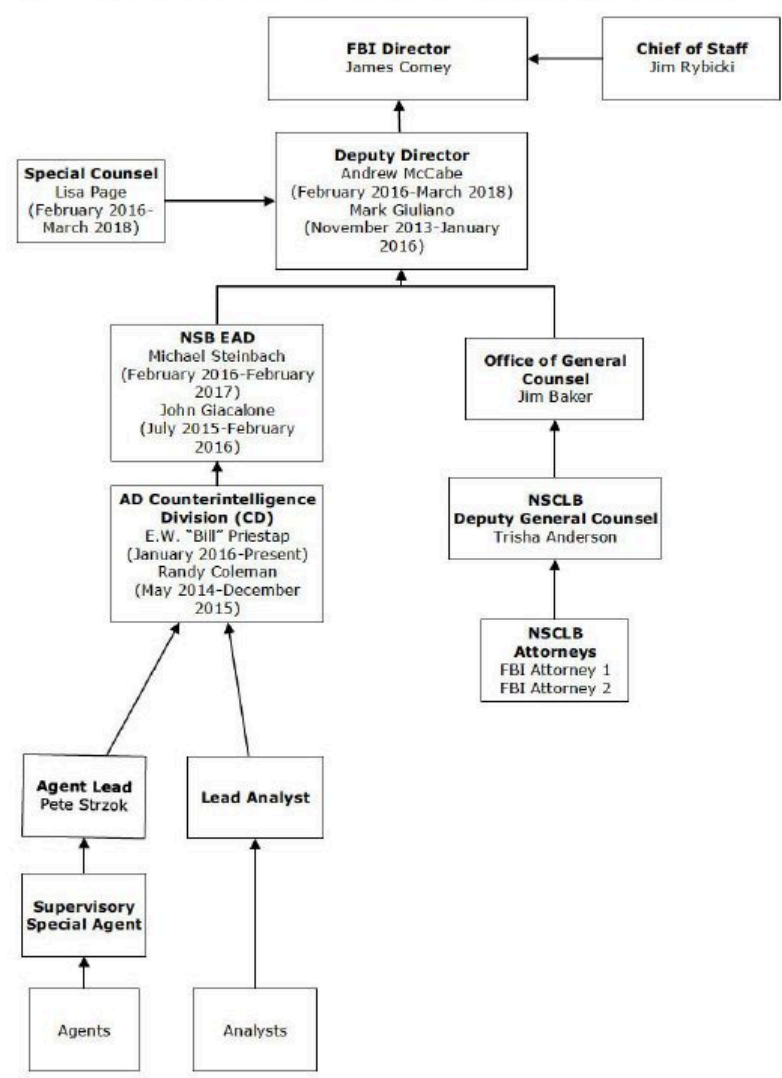 FBI Director
James Comey
Chief of Staff
Jim Rybicki
Deputy Director
Andrew McCabe
(February 2016-March 2018)
Mark Giuliano
(November 2013-January
2016)
Special Counsel
Lisa Page
(February 2016-
March 2018)
NSB EAD
Michael Steinbach
(February 2016-February
2017)
John Giacalone
(July 2015-February
2016)
Office of General
Counsel
Jim Baker
AD Counterintelligence
Division (CD)
E.W. "Bill" Priestap
(January 2016-Present)
Randy Coleman
(May 2014-December
2015)
NSCLB
Deputy General Counsel
Trisha Anderson
NSCLB
Attorneys
FBI Attorney 1
FBI Attorney 2
Agent Lead
Pete Strzok
Lead Analyst
Supervisory
Special Agent
Agents
Analysts